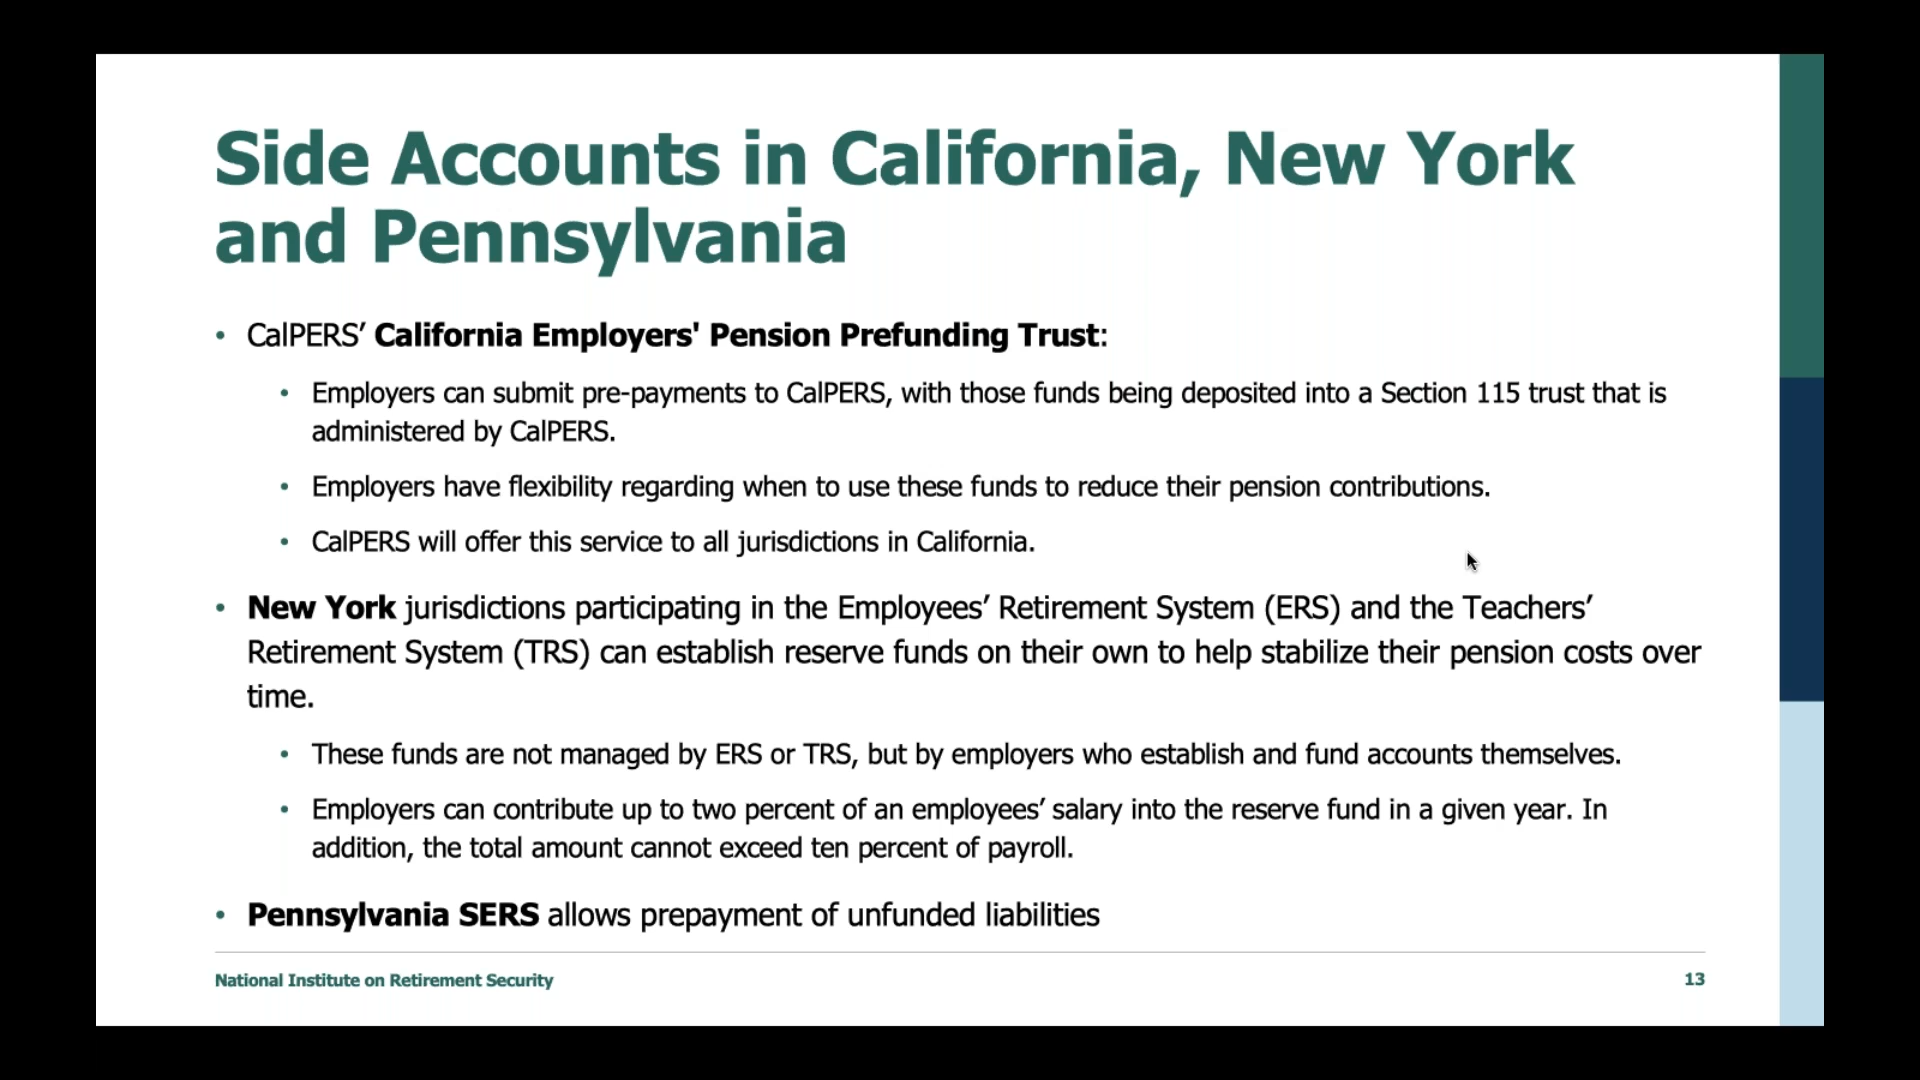 Side Accounts in California, New York
and Pennsylvania
• CalPERS’ California Employers' Pension Prefunding Trust:
• Employers can submit pre-payments to CalPERS, with those funds being deposited into a Section 115 trust that is
administered by CalPERS.
• Employers have flexibility regarding when to use these funds to reduce their pension contributions.
• CalPERS will offer this service to all jurisdictions in California.
• New York jurisdictions participating in the Employees’ Retirement System (ERS) and the Teachers’
Retirement System (TRS) can establish reserve funds on their own to help stabilize their pension costs over
time.
• These funds are not managed by ERS or TRS, but by employers who establish and fund accounts themselves.
• Employers can contribute up to two percent of an employees’ salary into the reserve fund in a given year. In
addition, the total amount cannot exceed ten percent of payroll.
• Pennsylvania SERS allows prepayment of unfunded liabilities
National Institute on Retirement Security
13